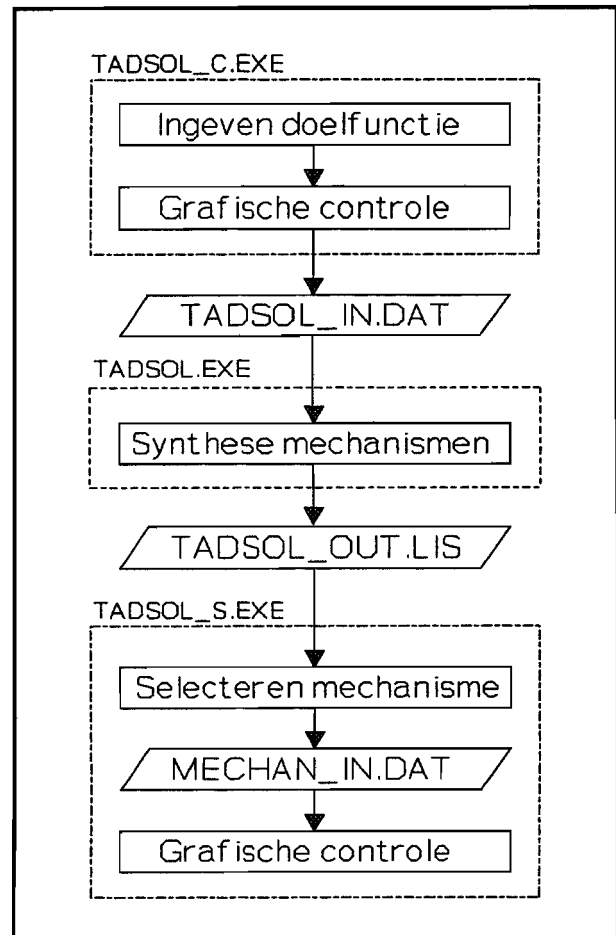 TADSOL_C.EXE
Ingeven doelfunctie
Grafische controle
TADSOL_IN.DAT
TADSOL.EXE
Synthese mechanismen
TADSOL_OUT.LIS
TADSOL_S.EXE
Selecteren mechanisme
MECHAN_IN.DAT
Grafische controle